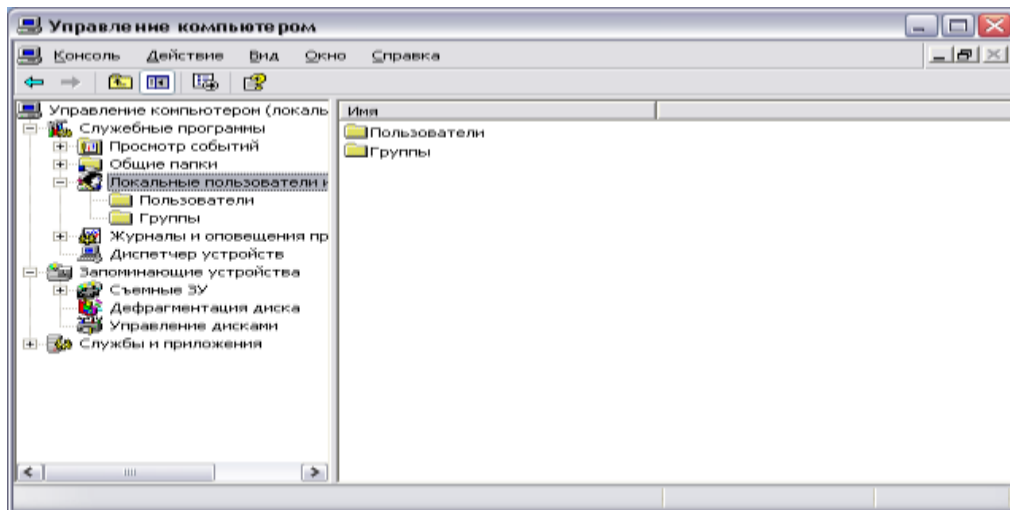 Управление компьютером
Консоль Действие Вид Окно Справка
Управление компьютером (локаль
Служебные программы
Просмотр событий
Общие папки
Локальные пользователи и
Пользователи
Группы
Журналы и оповещения пр
Диспетчер устройств
Запоминающие устройства
Съемные ЗУ
Дефрагментация диска
Управление дисками
Службы и приложения
Имя
Пользователи
Группы